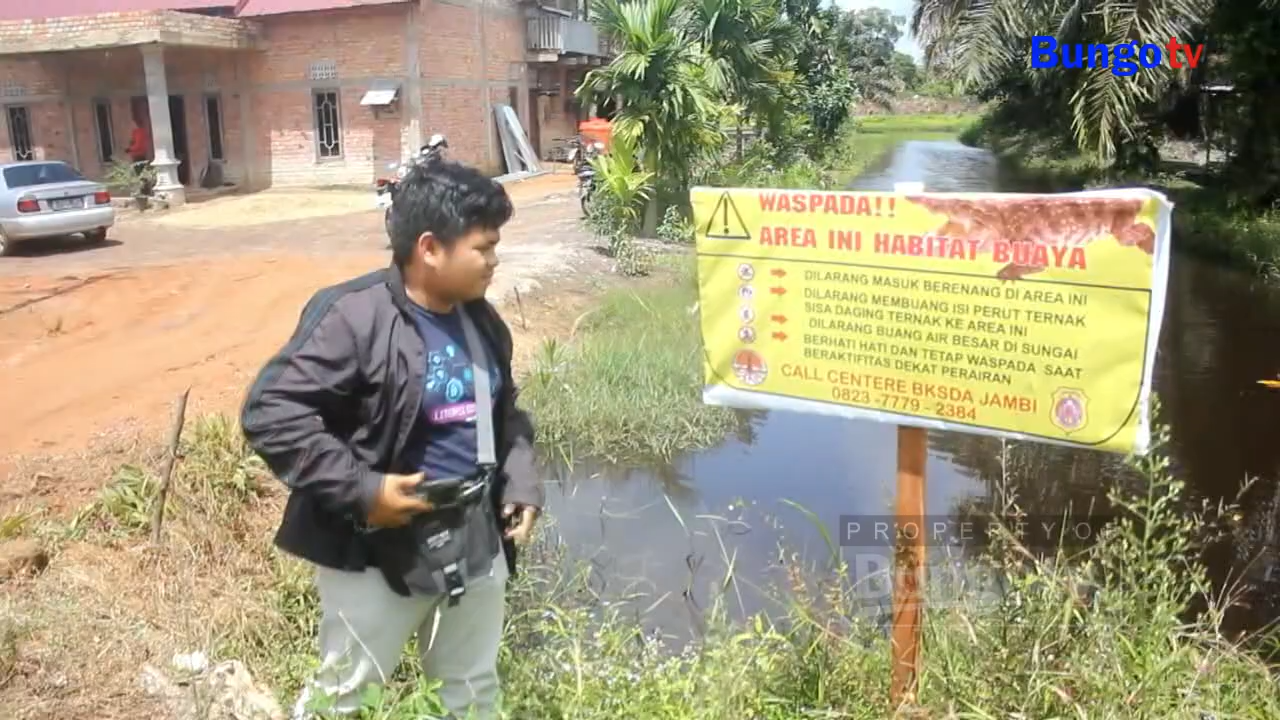 Bungo tv
WASPADA!!
AREA INI HABITAT BUAYA
DILARANG MASUK BERENANG DI AREA INI
DILARANG MEMBUANG ISI PERUT TERNAK
SISA DAGING TERNAK KE AREA INI
DILARANG BUANG AIR BESAR DI SUNGAI
BERHATI HATI DAN TETAP WASPADA SAAT
BERAKTIFITAS DEKAT PERAIRAN
CALL CENTERE BKSDA JAMBI
0823 -7779 - 2384
PROPERTY O
Bungo